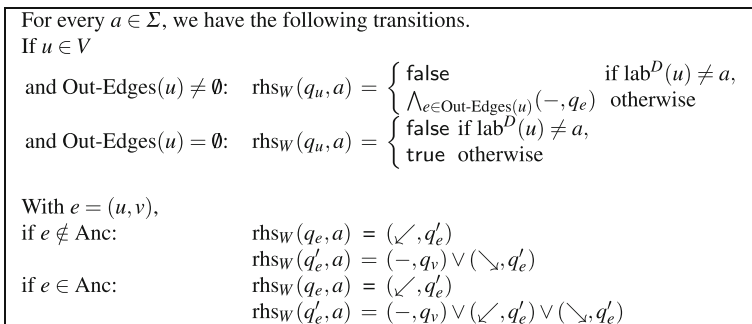 For every a ∈ Σ, we have the following transitions.
If u ∈ V
and Out-Edges(u) ≠ ∅: rhs_W(q_u, a) = { false if lab^D(u) ≠ a,
⋀_{e∈Out-Edges(u)}(−, q_e) otherwise
and Out-Edges(u) = ∅: rhs_W(q_u, a) = { false if lab^D(u) ≠ a,
true otherwise
With e = (u, v),
if e ∉ Anc: rhs_W(q_e, a) = (↙, q′_e)
rhs_W(q′_e, a) = (−, q_v) ∨ (↘, q′_e)
if e ∈ Anc: rhs_W(q_e, a) = (↙, q′_e)
rhs_W(q′_e, a) = (−, q_v) ∨ (↙, q′_e) ∨ (↘, q′_e)